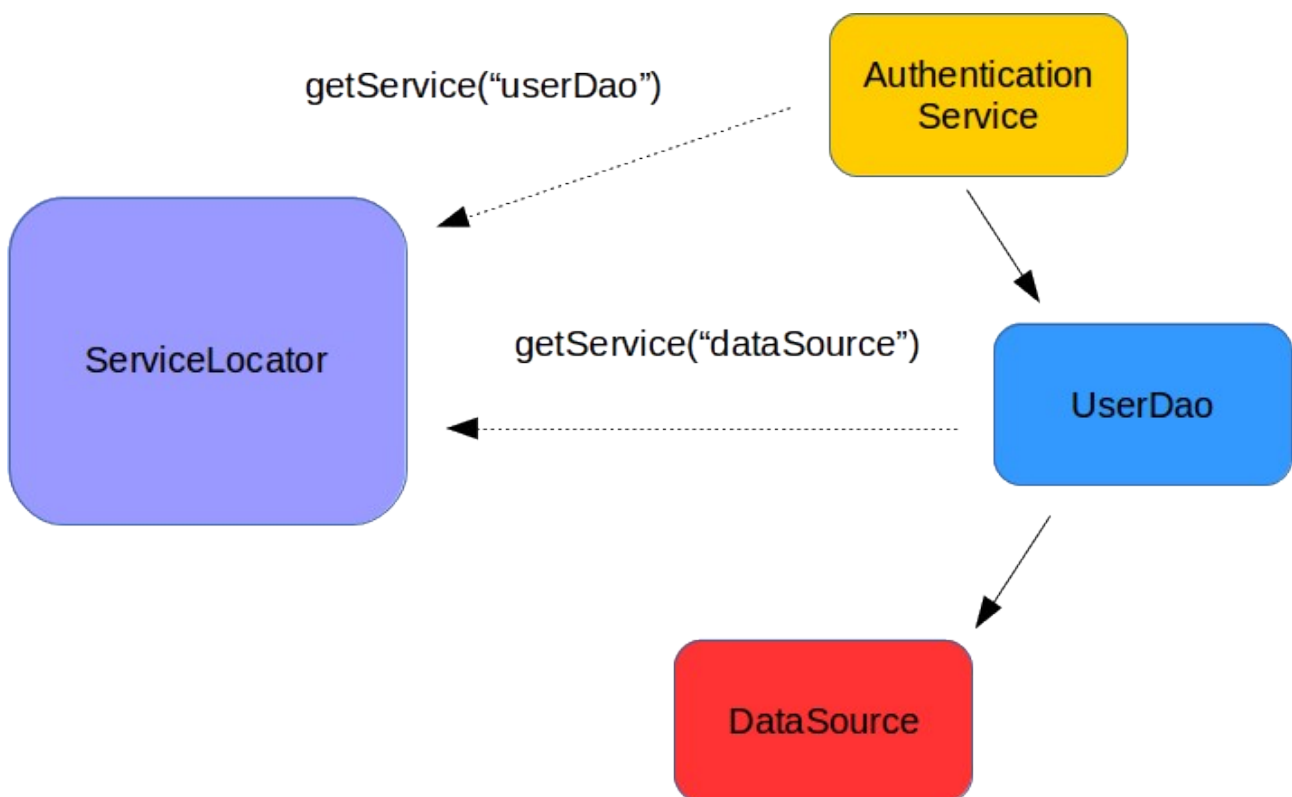 getService(“userDao”)
Authentication
Service
ServiceLocator
getService(“dataSource”)
UserDao
DataSource